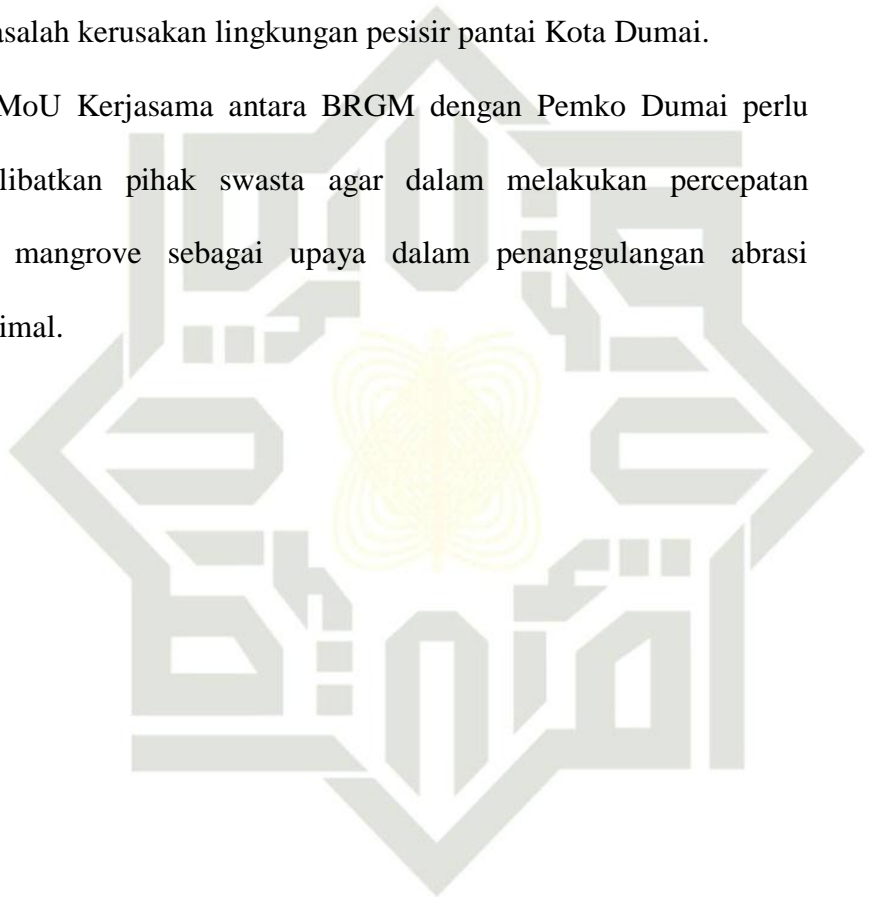 asalah kerusakan lingkungan pesisir pantai Kota Dumai.
MoU Kerjasama antara BRGM dengan Pemko Dumai perlu
libatkan pihak swasta agar dalam melakukan percepatan
mangrove sebagai upaya dalam penanggulangan abrasi
imal.